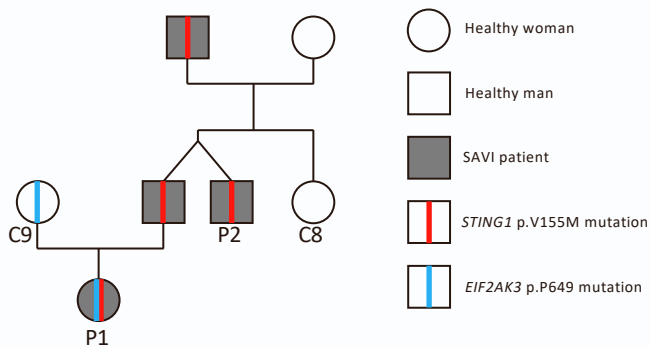 Healthy woman
Healthy man
SAVI patient
C9
P2
C8
STING1 p.V155M mutation
EIF2AK3 p.P649 mutation
P1